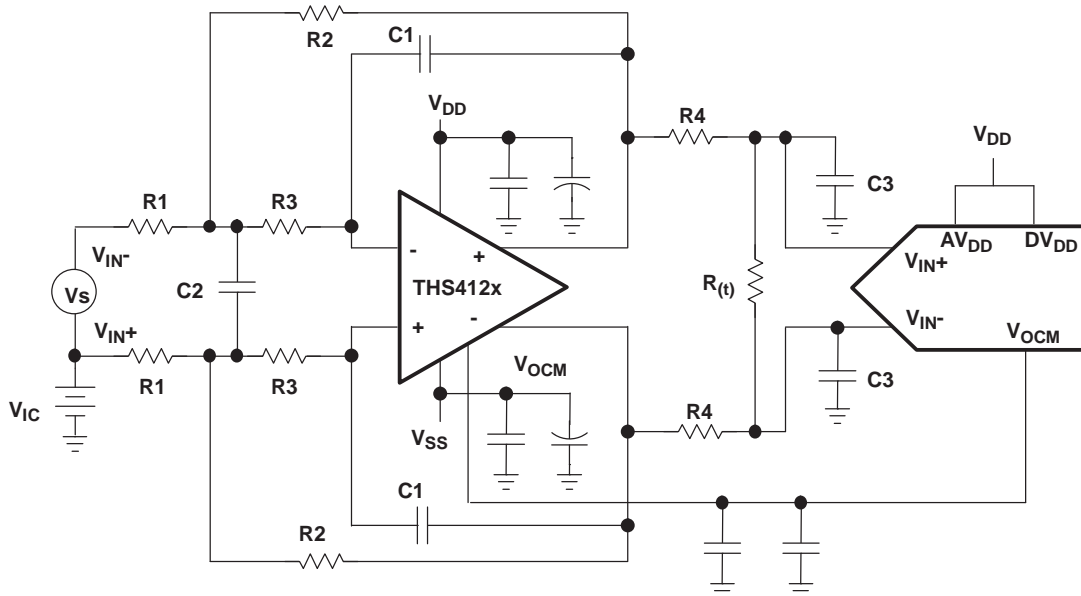 R2
C1
VDD
R4
VDD
C3
R1
R3
-
+
AVDD
DVDD
VIN-
VIN+
Vs
C2
THS412x
R(t)
VIN+
+
-
VIN-
VOCM
R1
R3
VOCM
C3
VIC
VSS
R4
C1
R2